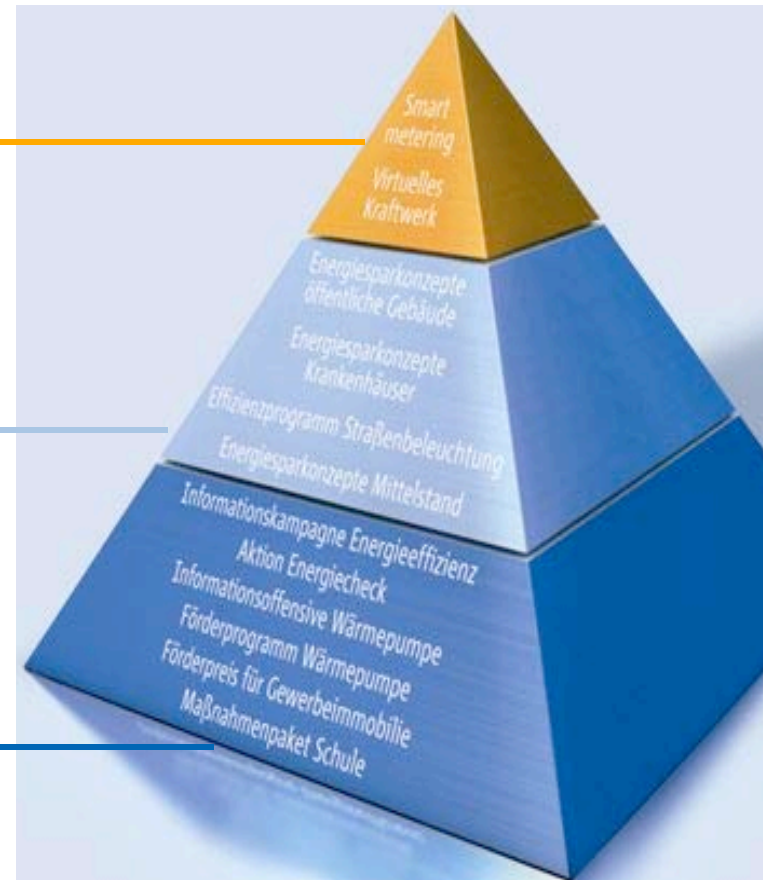 Smart
metering
Virtuelles
Kraftwerk
Energiesparkonzepte
öffentliche Gebäude
Energiesparkonzepte
Krankenhäuser
Effizienzprogramm Straßenbeleuchtung
Energiesparkonzepte Mittelstand
Informationskampagne Energieeffizienz
Aktion Energiecheck
Informationsoffensive Wärmepumpe
Förderprogramm Wärmepumpe
Förderpreis für Gewerbeimmobilie
Maßnahmenpaket Schule